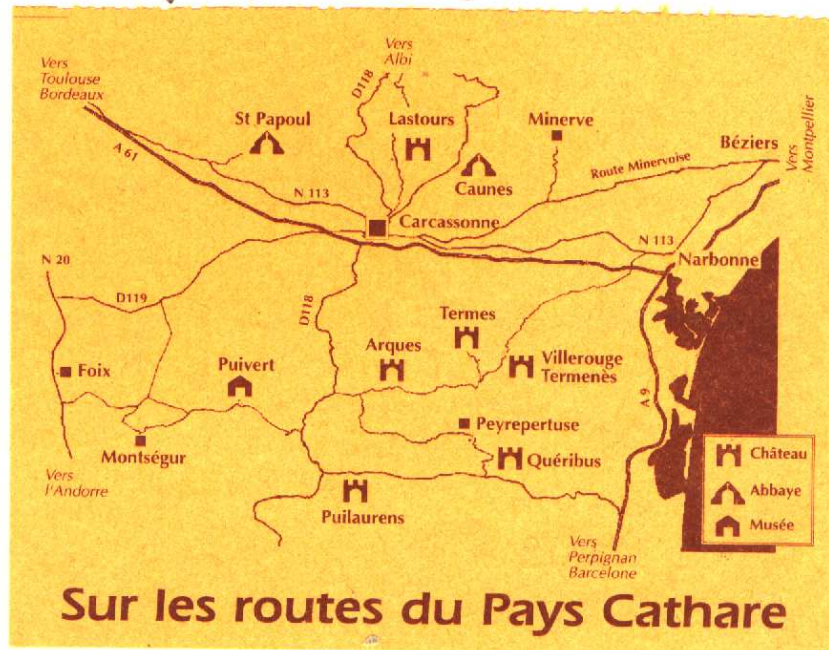 Vers
Albi
Vers
Toulouse
Bordeaux
D118
St Papoul
Lastours
Minerve
Vers
Montpellier
Béziers
A 61
Route Minervoise
Caunes
N 113
Carcassonne
N 113
Narbonne
N 20
D119
D118
Termes
Arques
Villerouge
Termenès
Foix
Puivert
A 9
Peyrepertuse
Montségur
Quéribus
Château
Vers
l'Andorre
Abbaye
Puilaurens
Musée
Vers
Perpignan
Barcelone
Sur les routes du Pays Cathare